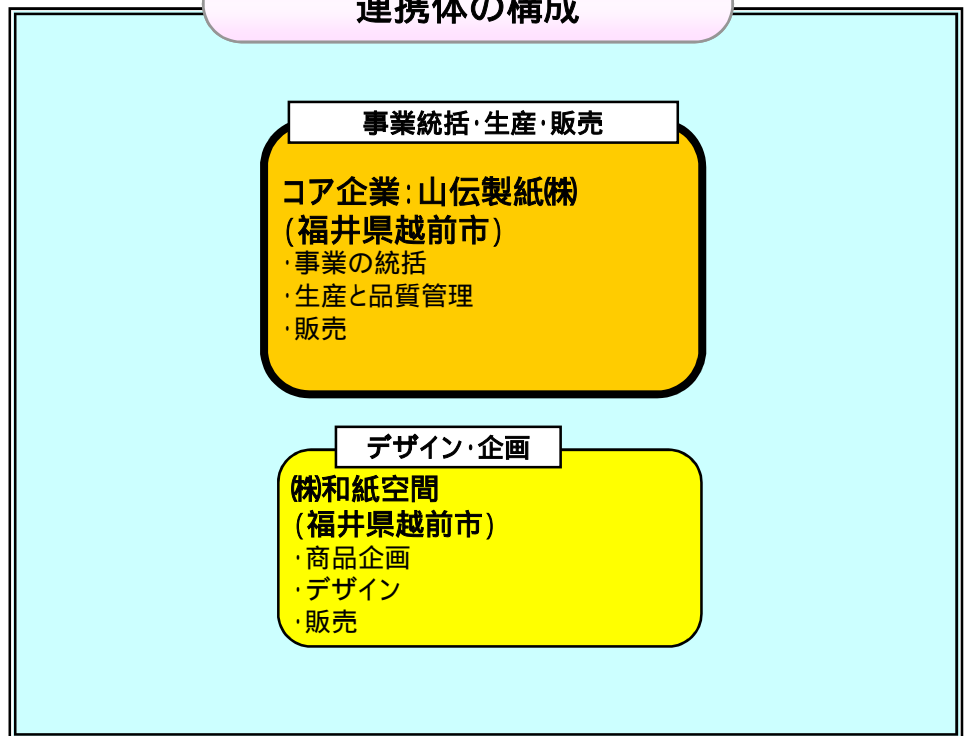 連携体の構成
事業統括･生産･販売
コア企業:山伝製紙㈱
(福井県越前市)
･事業の統括
･生産と品質管理
･販売
デザイン･企画
㈱和紙空間
(福井県越前市)
･商品企画
･デザイン
･販売